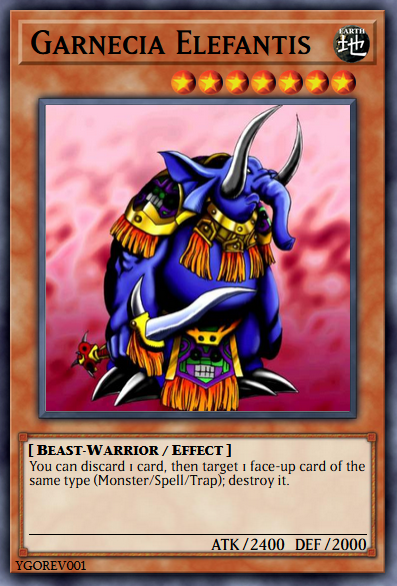 Garnecia Elefantis
EARTH
地
[ Beast-Warrior / Effect ]
You can discard 1 card, then target 1 face-up card of the
same type (Monster/Spell/Trap); destroy it.
ATK/2400 DEF/2000
YGOREV001